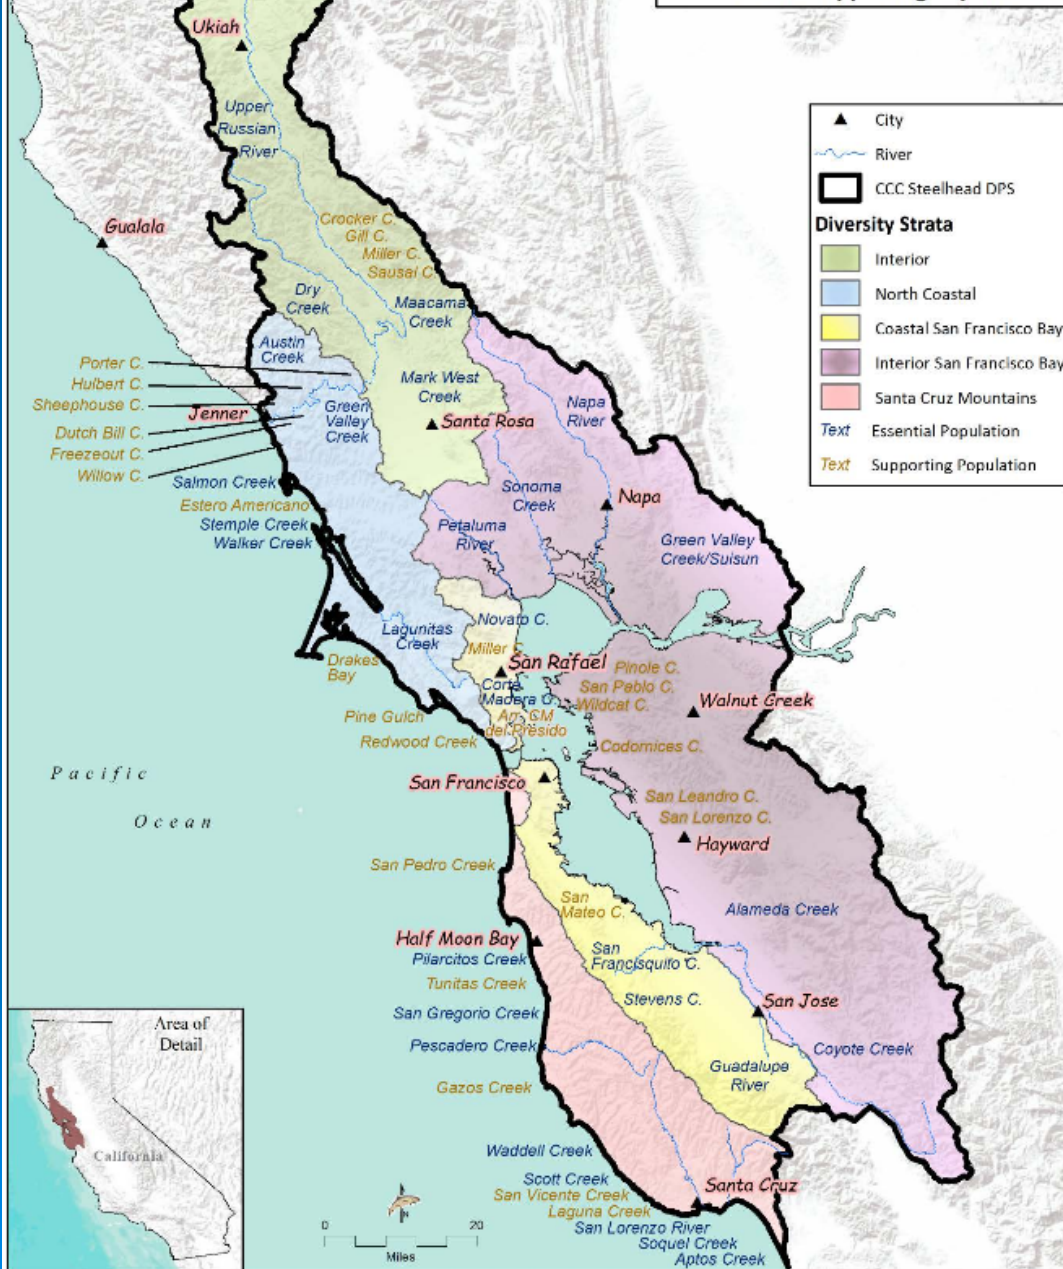 Ukiah
Upper
Russian
River
City
River
CCC Steelhead DPS
Diversity Strata
Interior
North Coastal
Coastal San Francisco Bay
Interior San Francisco Bay
Santa Cruz Mountains
Text Essential Population
Text Supporting Population
Gualala
Crocker C.
Gill C.
Miller C.
Sausal C.
Dry
Creek
Maacama
Creek
Austin
Creek
Porter C.
Hulbert C.
Sheephouse C.
Jenner
Dutch Bill C.
Freezeout C.
Willow C.
Mark West
Creek
Green
Valley
Creek
Santa Rosa
Napa
River
Salmon Creek
Estero Americano
Stemple Creek
Walker Creek
Sonoma
Creek
Napa
Petaluma
River
Green Valley
Creek/Suisun
Novato C.
Lagunitas
Creek
Miller C.
San Rafael
Drakes
Bay
Corte
Madera C.
Pinole C.
San Pablo C.
Wildcat C.
Walnut Creek
Pine Gulch
Arr. CM
del Presido
Redwood Creek
Codornices C.
Pacific
Ocean
San Francisco
San Leandro C.
San Lorenzo C.
Hayward
San Pedro Creek
San
Mateo C.
Alameda Creek
Half Moon Bay
Pilarcitos Creek
San
Francisquito C.
Tunitas Creek
Stevens C.
San Jose
San Gregorio Creek
Pescadero Creek
Coyote Creek
Guadalupe
River
Gazos Creek
Area of
Detail
California
Waddell Creek
Scott Creek
San Vicente Creek
Laguna Creek
Santa Cruz
San Lorenzo River
Soquel Creek
Aptos Creek
0 20
Miles